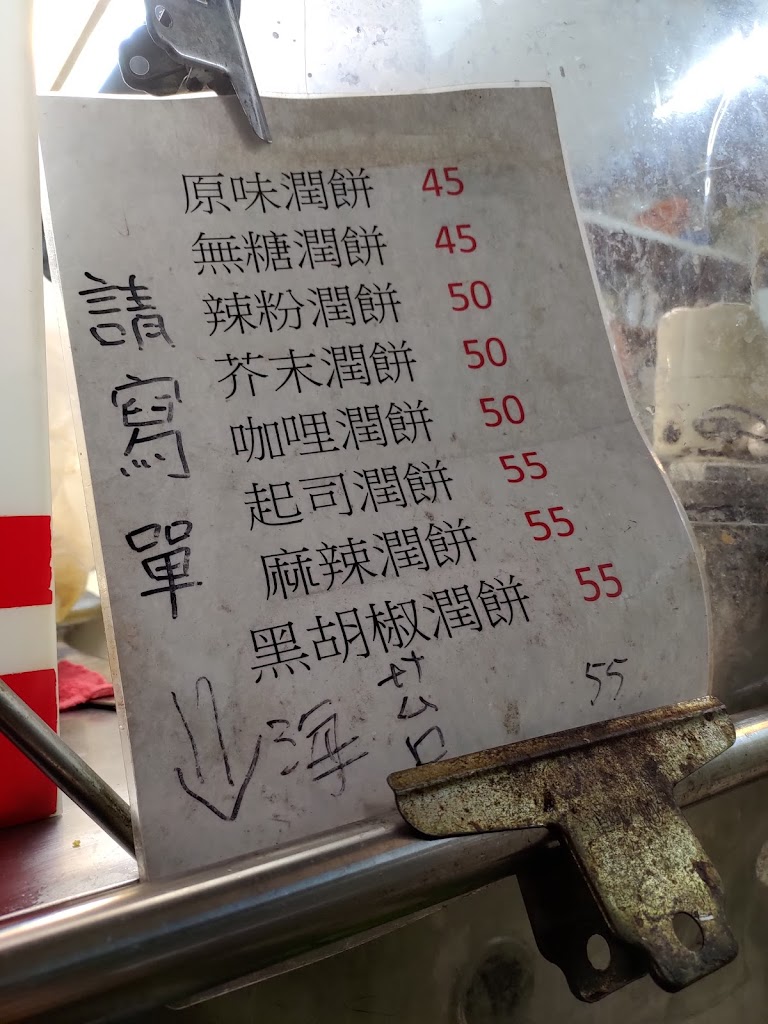 原味潤餅 45
無糖潤餅 45
辣粉潤餅 50
芥末潤餅 50
咖哩潤餅 50
起司潤餅 55
麻辣潤餅 55
黑胡椒潤餅 55
海苔 55
請寫單